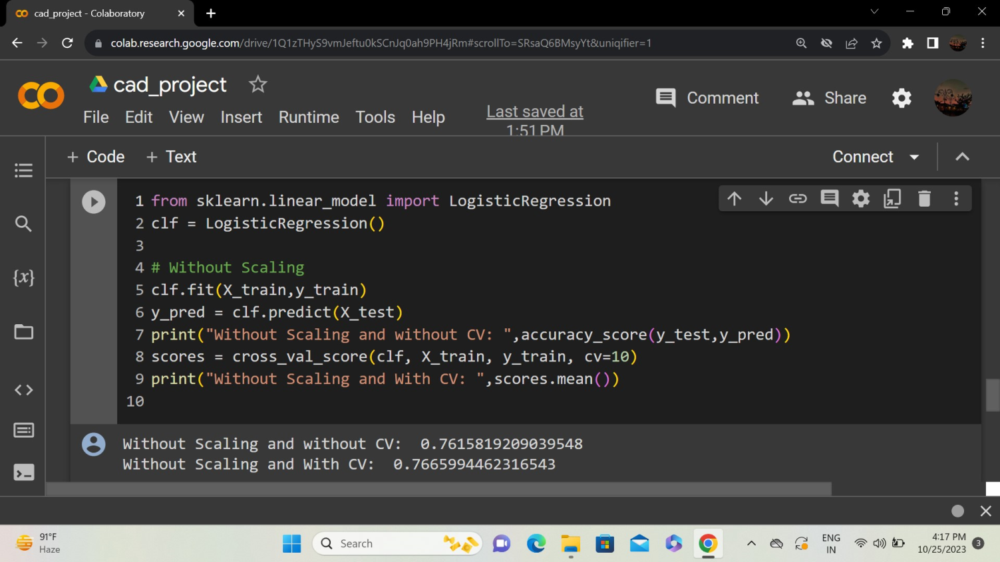 cad_project - Colaboratory
colab.research.google.com/drive/1Q1zTHyS9vmJeftu0kSCnJq0ah9PH4jRm#scrollTo=SRsaQ6BMsyYt&uniqifier=1
cad_project
Comment
Share
File Edit View Insert Runtime Tools Help
Last saved at
1:51 PM
+ Code
+ Text
Connect
1 from sklearn.linear_model import LogisticRegression
2 clf = LogisticRegression()
3
4 # Without Scaling
5 clf.fit(X_train,y_train)
6 y_pred = clf.predict(X_test)
7 print("Without Scaling and without CV: ",accuracy_score(y_test,y_pred))
8 scores = cross_val_score(clf, X_train, y_train, cv=10)
9 print("Without Scaling and With CV: ",scores.mean())
10
{x}
Without Scaling and without CV:  0.7615819209039548
Without Scaling and With CV:  0.7665994462316543
91°F
Haze
Search
ENG
IN
4:17 PM
10/25/2023
3